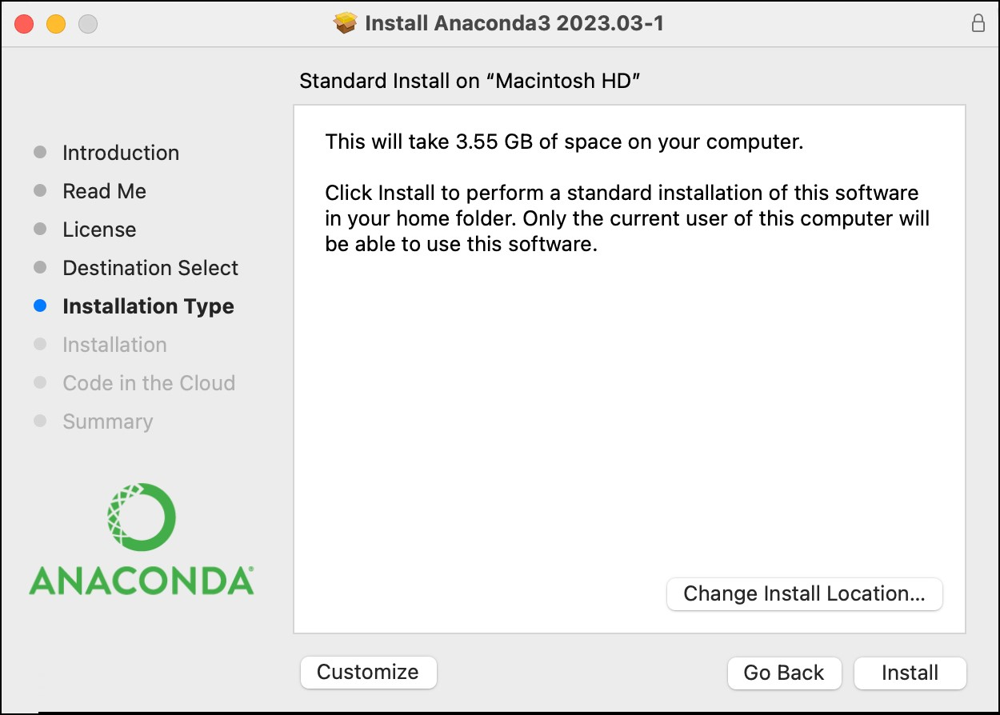 Install Anaconda3 2023.03-1
Standard Install on “Macintosh HD”
Introduction
Read Me
License
Destination Select
Installation Type
Installation
Code in the Cloud
Summary
ANACONDA®
This will take 3.55 GB of space on your computer.
Click Install to perform a standard installation of this software
in your home folder. Only the current user of this computer will
be able to use this software.
Change Install Location...
Customize
Go Back
Install